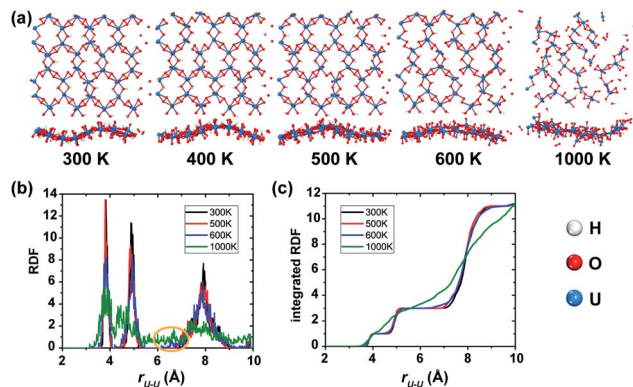 (a)
300 K 400 K 500 K 600 K 1000 K
(b)
RDF
14
12
10
8
6
4
2
0
300K
500K
600K
1000K
2 4 6 8 10
rU-U (Å)
(c)
integrated RDF
12
10
8
6
4
2
0
300K
500K
600K
1000K
2 4 6 8 10
rU-U (Å)
H
O
U